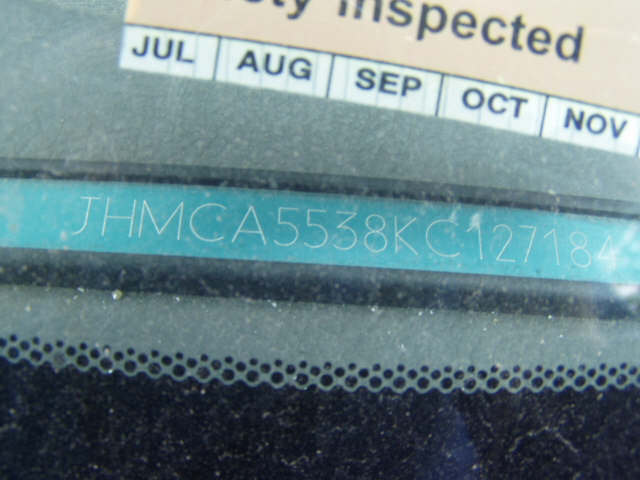 inspected
JUL AUG SEP OCT NOV
JHMCA5538KC127184